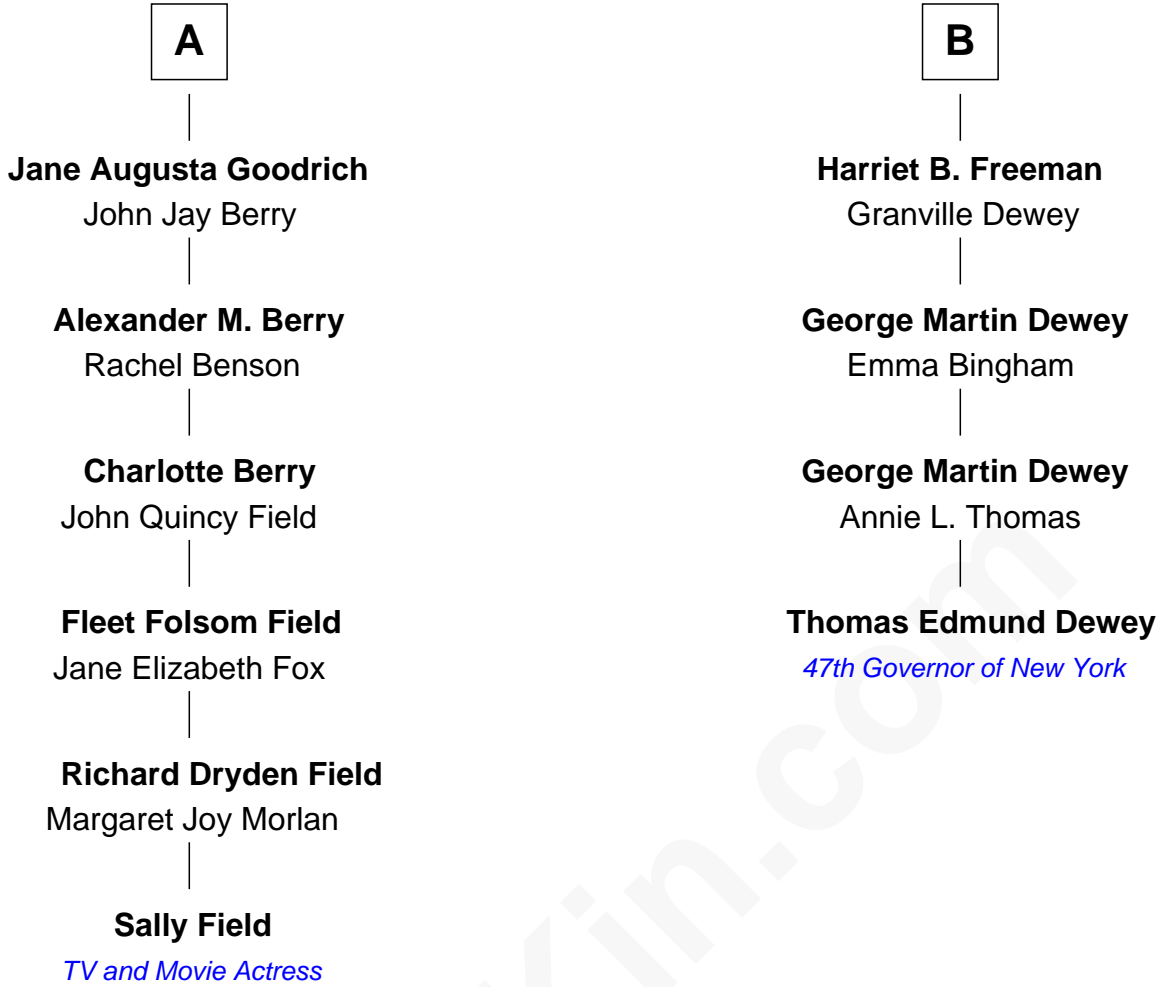 A
Jane Augusta Goodrich
John Jay Berry
Alexander M. Berry
Rachel Benson
Charlotte Berry
John Quincy Field
Fleet Folsom Field
Jane Elizabeth Fox
Richard Dryden Field
Margaret Joy Morlan
Sally Field
TV and Movie Actress
B
Harriet B. Freeman
Granville Dewey
George Martin Dewey
Emma Bingham
George Martin Dewey
Annie L. Thomas
Thomas Edmund Dewey
47th Governor of New York
kin.com